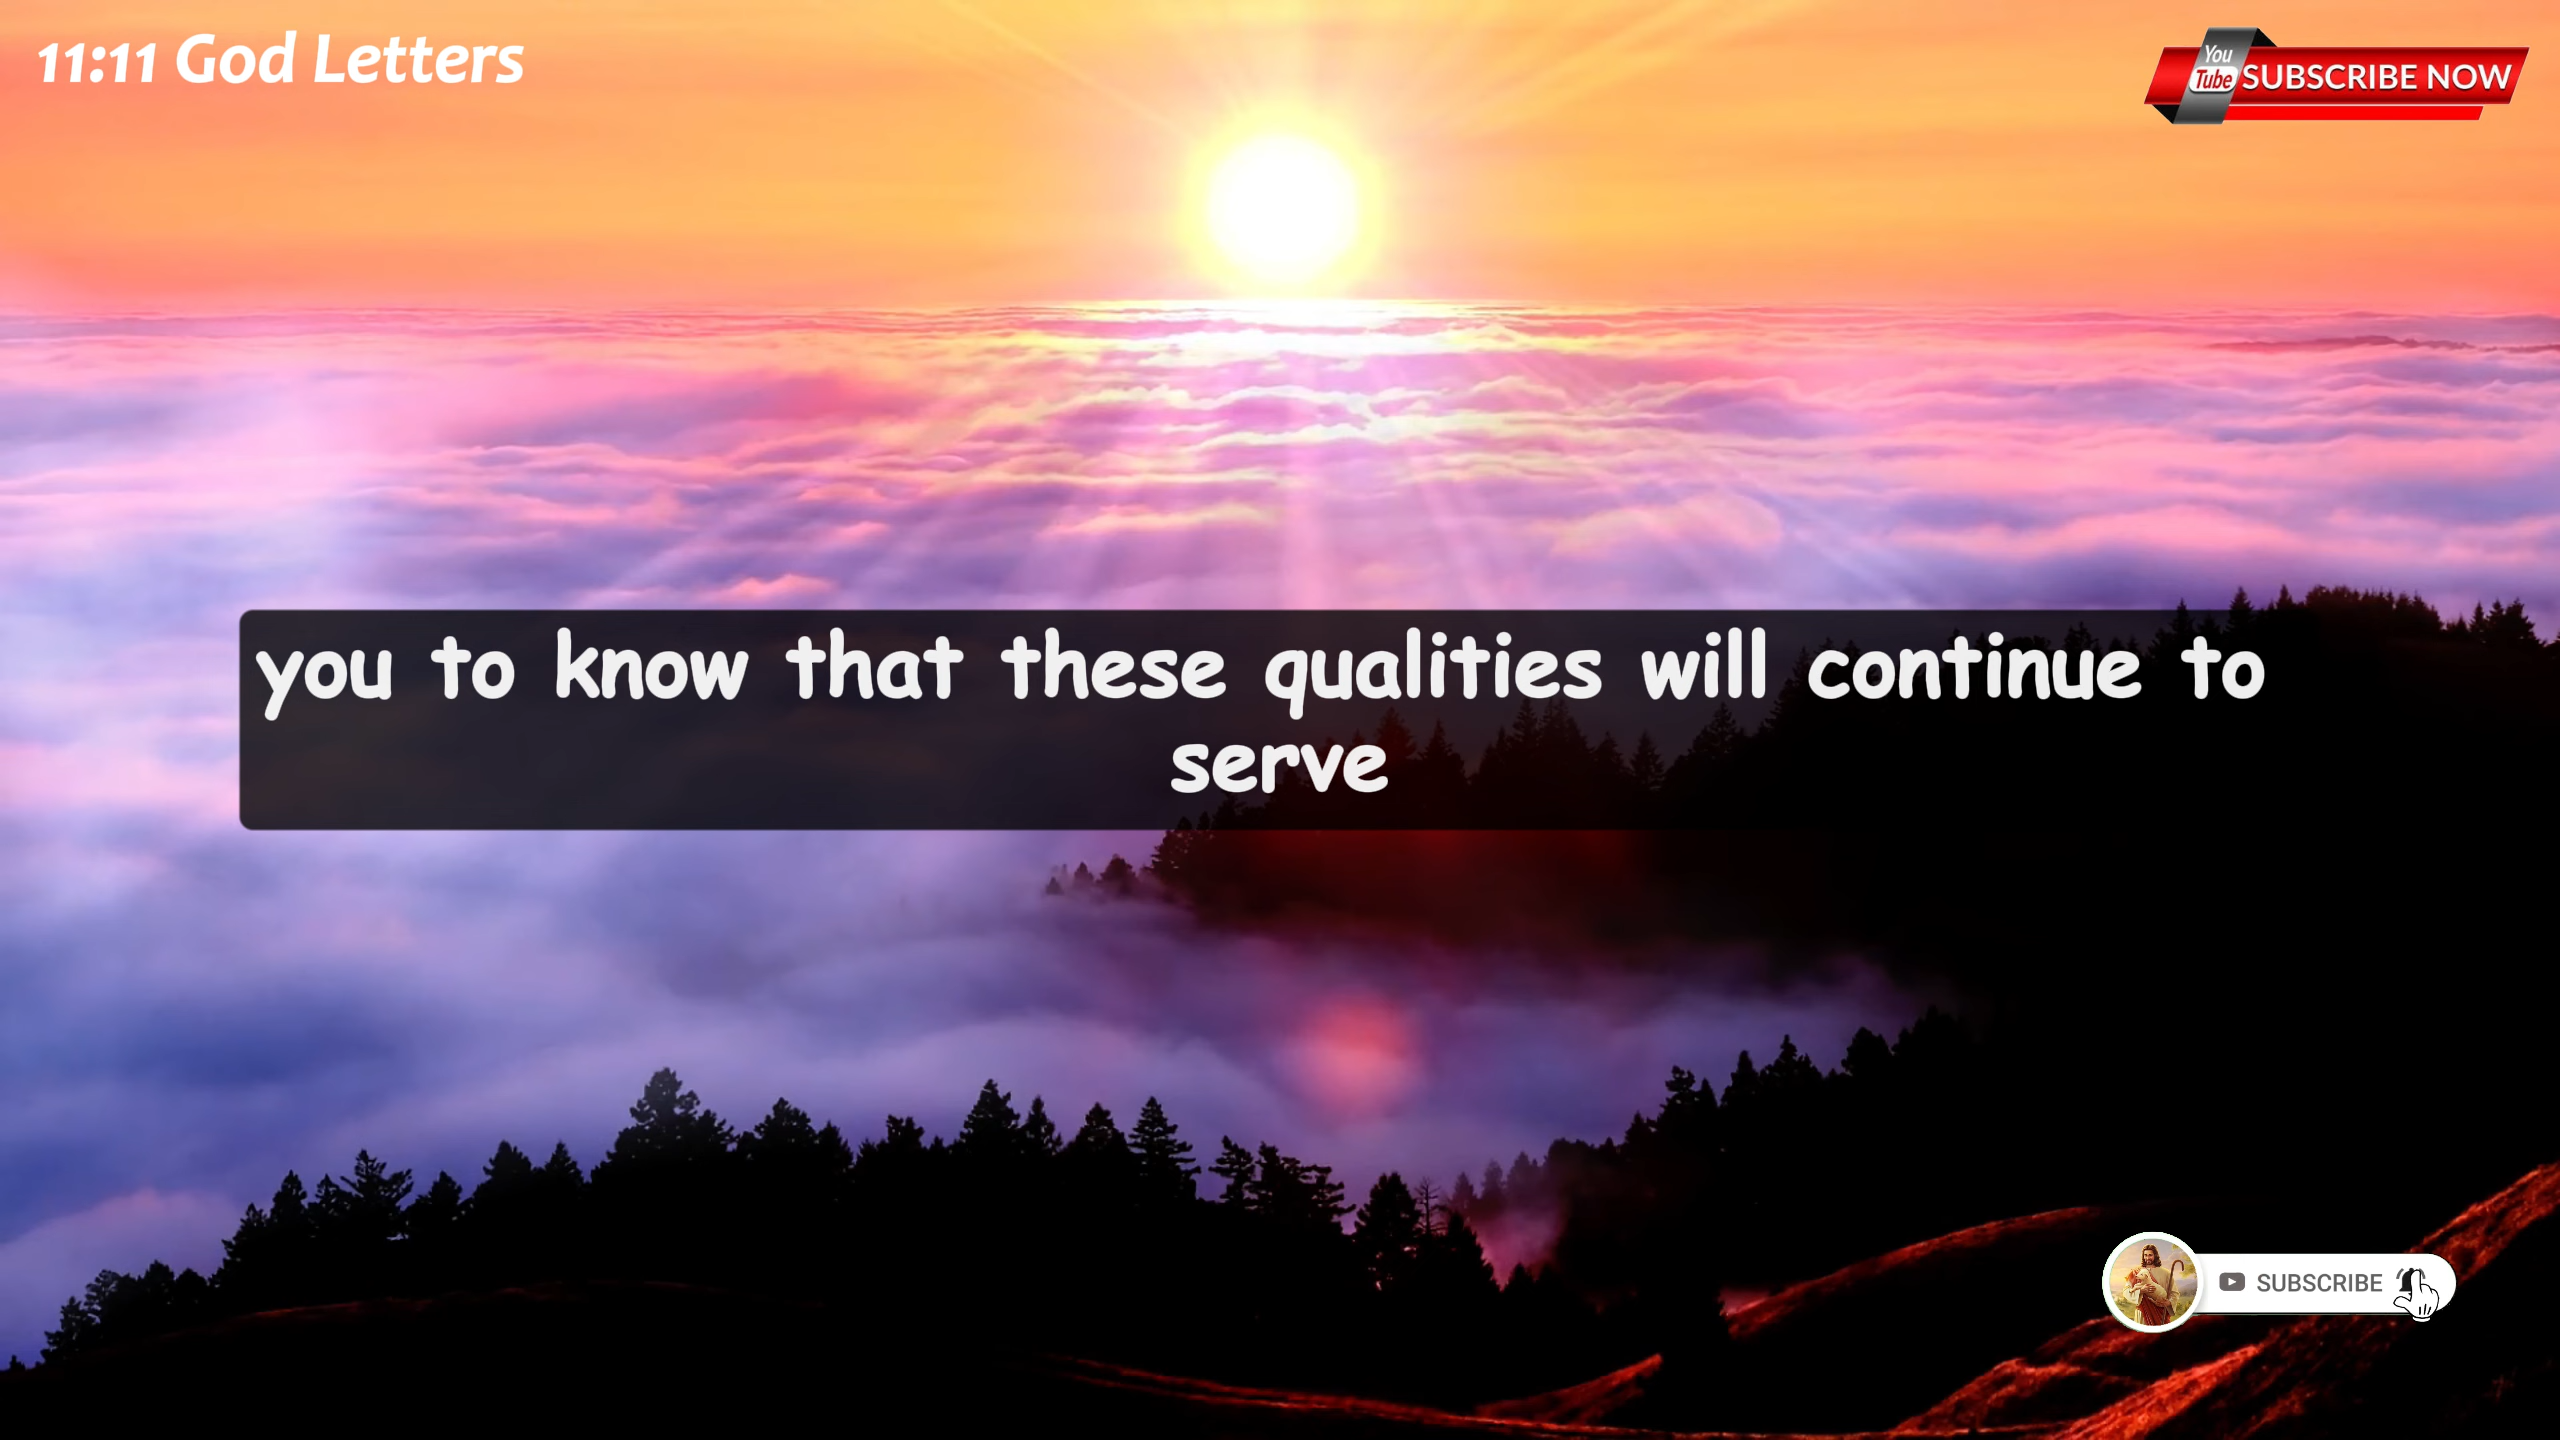 11:11 God Letters
You Tube SUBSCRIBE NOW
you to know that these qualities will continue to
serve
SUBSCRIBE